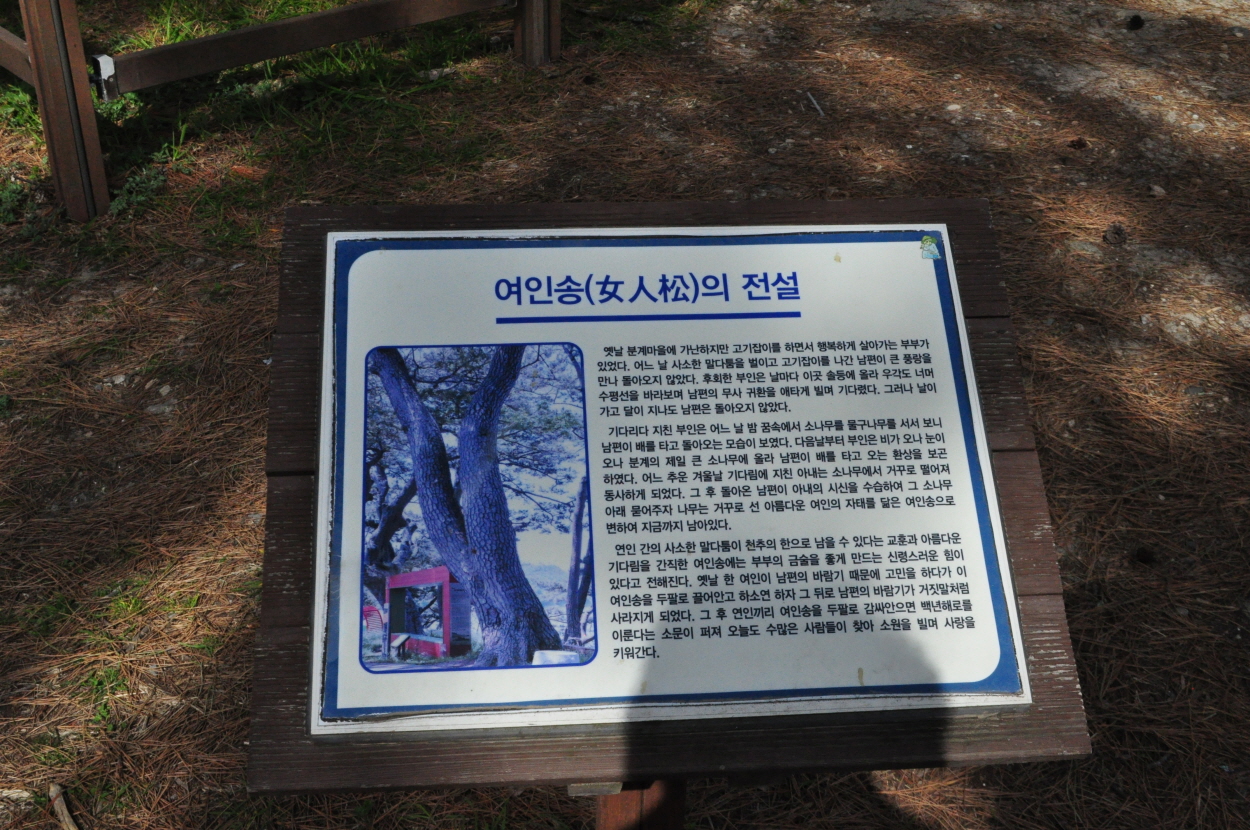 여인송(女人松)의 전설
옛날 분계마을에 가난하지만 고기잡이를 하면서 행복하게 살아가는 부부가
있었다. 어느 날 사소한 말다툼을 벌이고 고기잡이를 나간 남편이 큰 풍랑을
만나 돌아오지 않았다. 후회한 부인은 날마다 이곳 솔등에 올라 우각도 너머
수평선을 바라보며 남편의 무사 귀환을 애타게 빌며 기다렸다. 그러나 날이
가고 달이 지나도 남편은 돌아오지 않았다.
기다리다 지친 부인은 어느 날 밤 꿈속에서 소나무를 물구나무를 서서 보니
남편이 배를 타고 돌아오는 모습이 보였다. 다음날부터 부인은 비가 오나 눈이
오나 분계의 제일 큰 소나무에 올라 남편이 배를 타고 오는 환상을 보곤
하였다. 어느 추운 겨울날 기다림에 지친 아내는 소나무에서 거꾸로 떨어져
동사하게 되었다. 그 후 돌아온 남편이 아내의 시신을 수습하여 그 소나무
아래 묻어주자 나무는 거꾸로 선 아름다운 여인의 자태를 닮은 여인송으로
변하여 지금까지 남아있다.
연인 간의 사소한 말다툼이 천추의 한으로 남을 수 있다는 교훈과 아름다운
기다림을 간직한 여인송에는 부부의 금술을 좋게 만드는 신령스러운 힘이
있다고 전해진다. 옛날 한 여인이 남편의 바람기 때문에 고민을 하다가 이
여인송을 두팔로 끌어안고 하소연 하자 그 뒤로 남편의 바람기가 거짓말처럼
사라지게 되었다. 그 후 연인끼리 여인송을 두팔로 감싸안으면 백년해로를
이룬다는 소문이 퍼져 오늘도 수많은 사람들이 찾아 소원을 빌며 사랑을
키워간다.